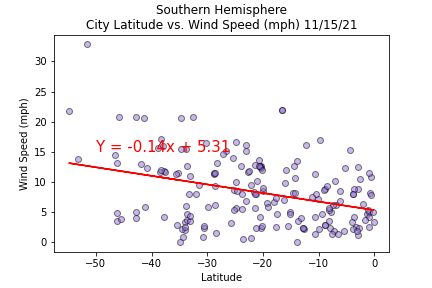 Southern Hemisphere
City Latitude vs. Wind Speed (mph) 11/15/21
Wind Speed (mph)
30
25
20
15
10
5
0
Y = -0.14x + 5.31
−50
−40
−30
−20
−10
0
Latitude